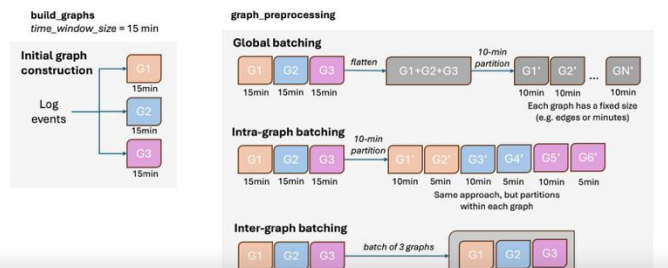 build_graphs
time_window_size = 15 min
Initial graph
construction
Log
events
G1
15min
G2
15min
G3
15min
graph_preprocessing
Global batching
G1 G2 G3 flatten G1+G2+G3 10-min
partition G1' G2' ... GN'
15min 15min 15min 10min 10min 10min
Each graph has a fixed size
(e.g. edges or minutes)
Intra-graph batching
G1 G2 G3 10-min
partition G1' G2' G3' G4' G5' G6'
15min 15min 15min 10min 5min 10min 5min 10min 5min
Same approach, but partitions
within each graph
Inter-graph batching
G1 G2 G3 batch of 3 graphs G1 G2 G3